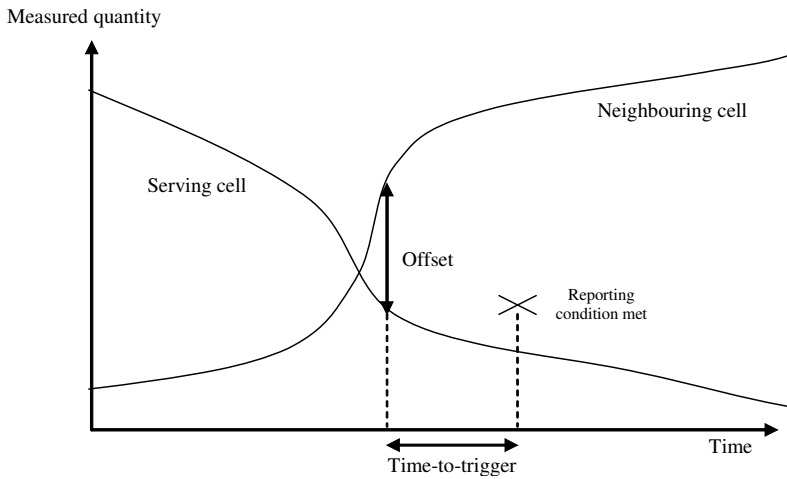 Measured quantity
Neighbouring cell
Serving cell
Offset
Reporting
condition met
Time
Time-to-trigger